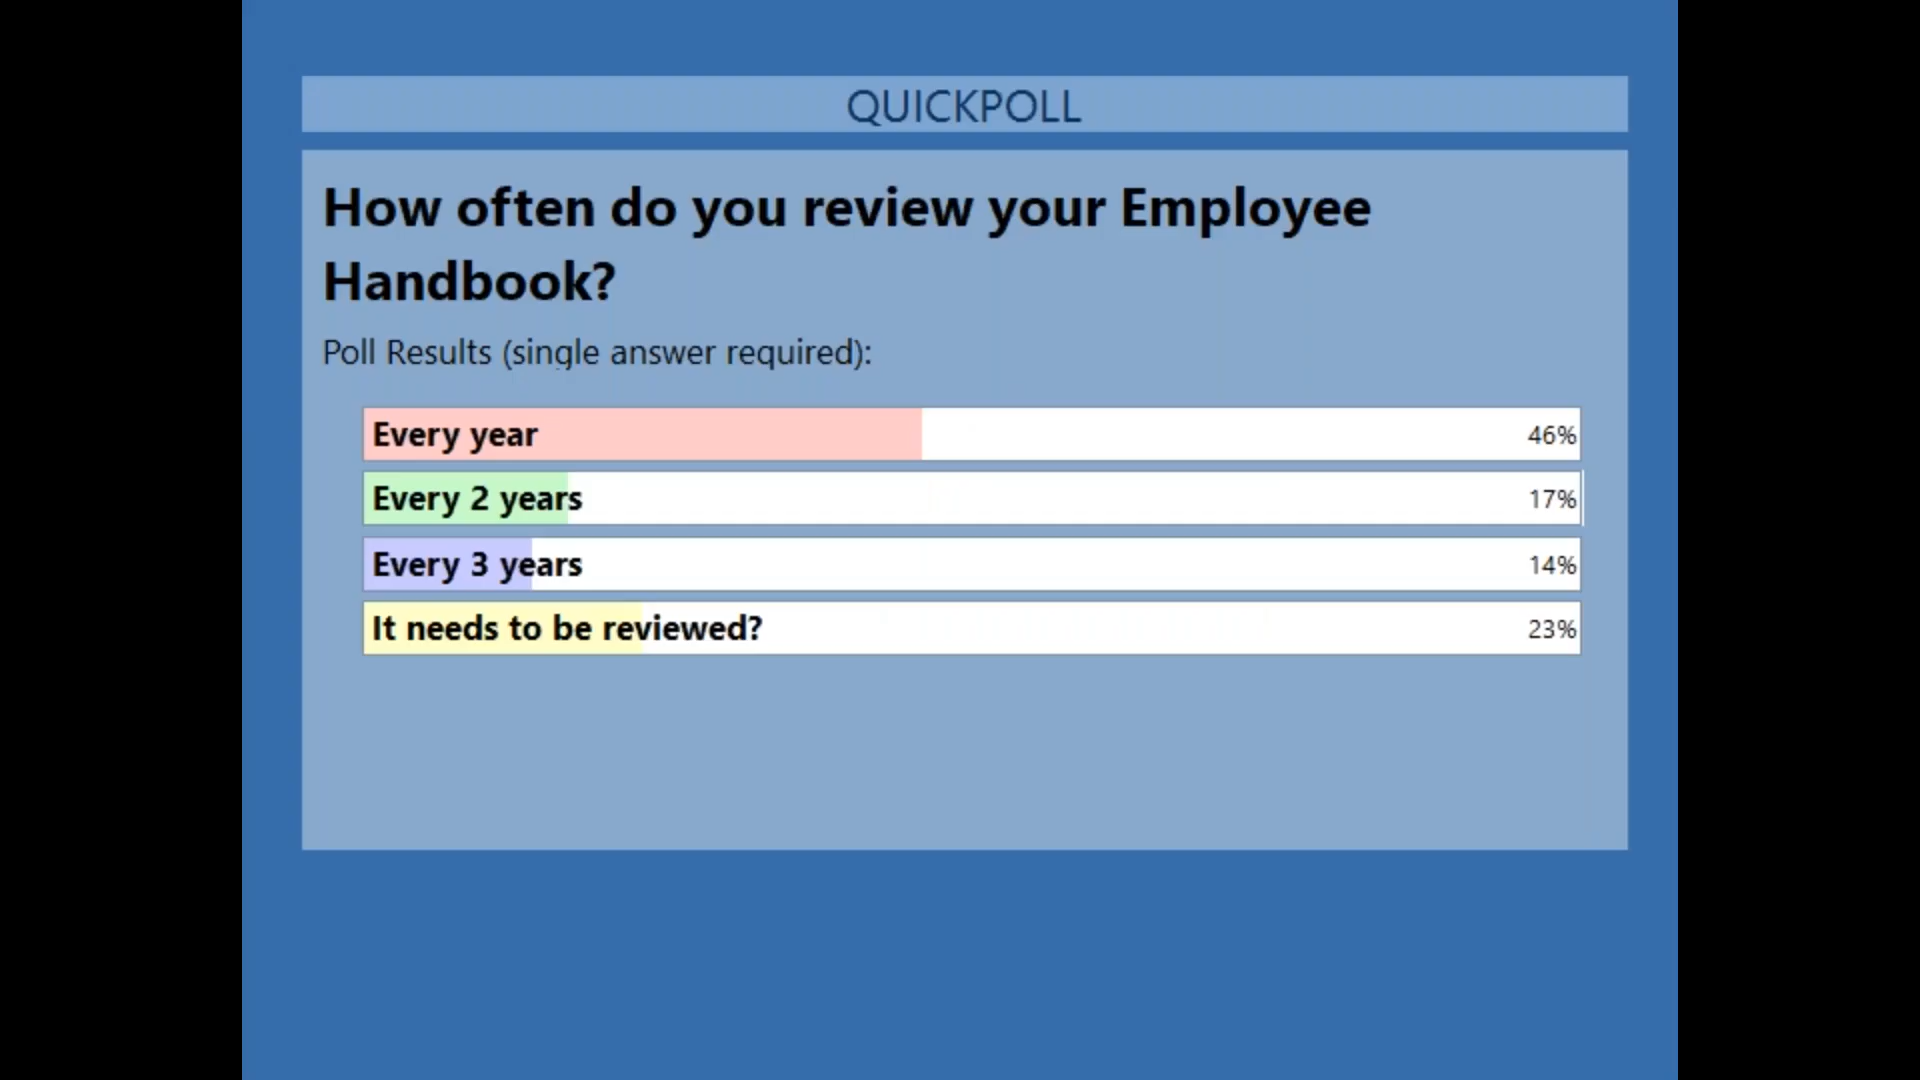 QUICKPOLL
How often do you review your Employee
Handbook?
Poll Results (single answer required):
Every year 46%
Every 2 years 17%
Every 3 years 14%
It needs to be reviewed? 23%